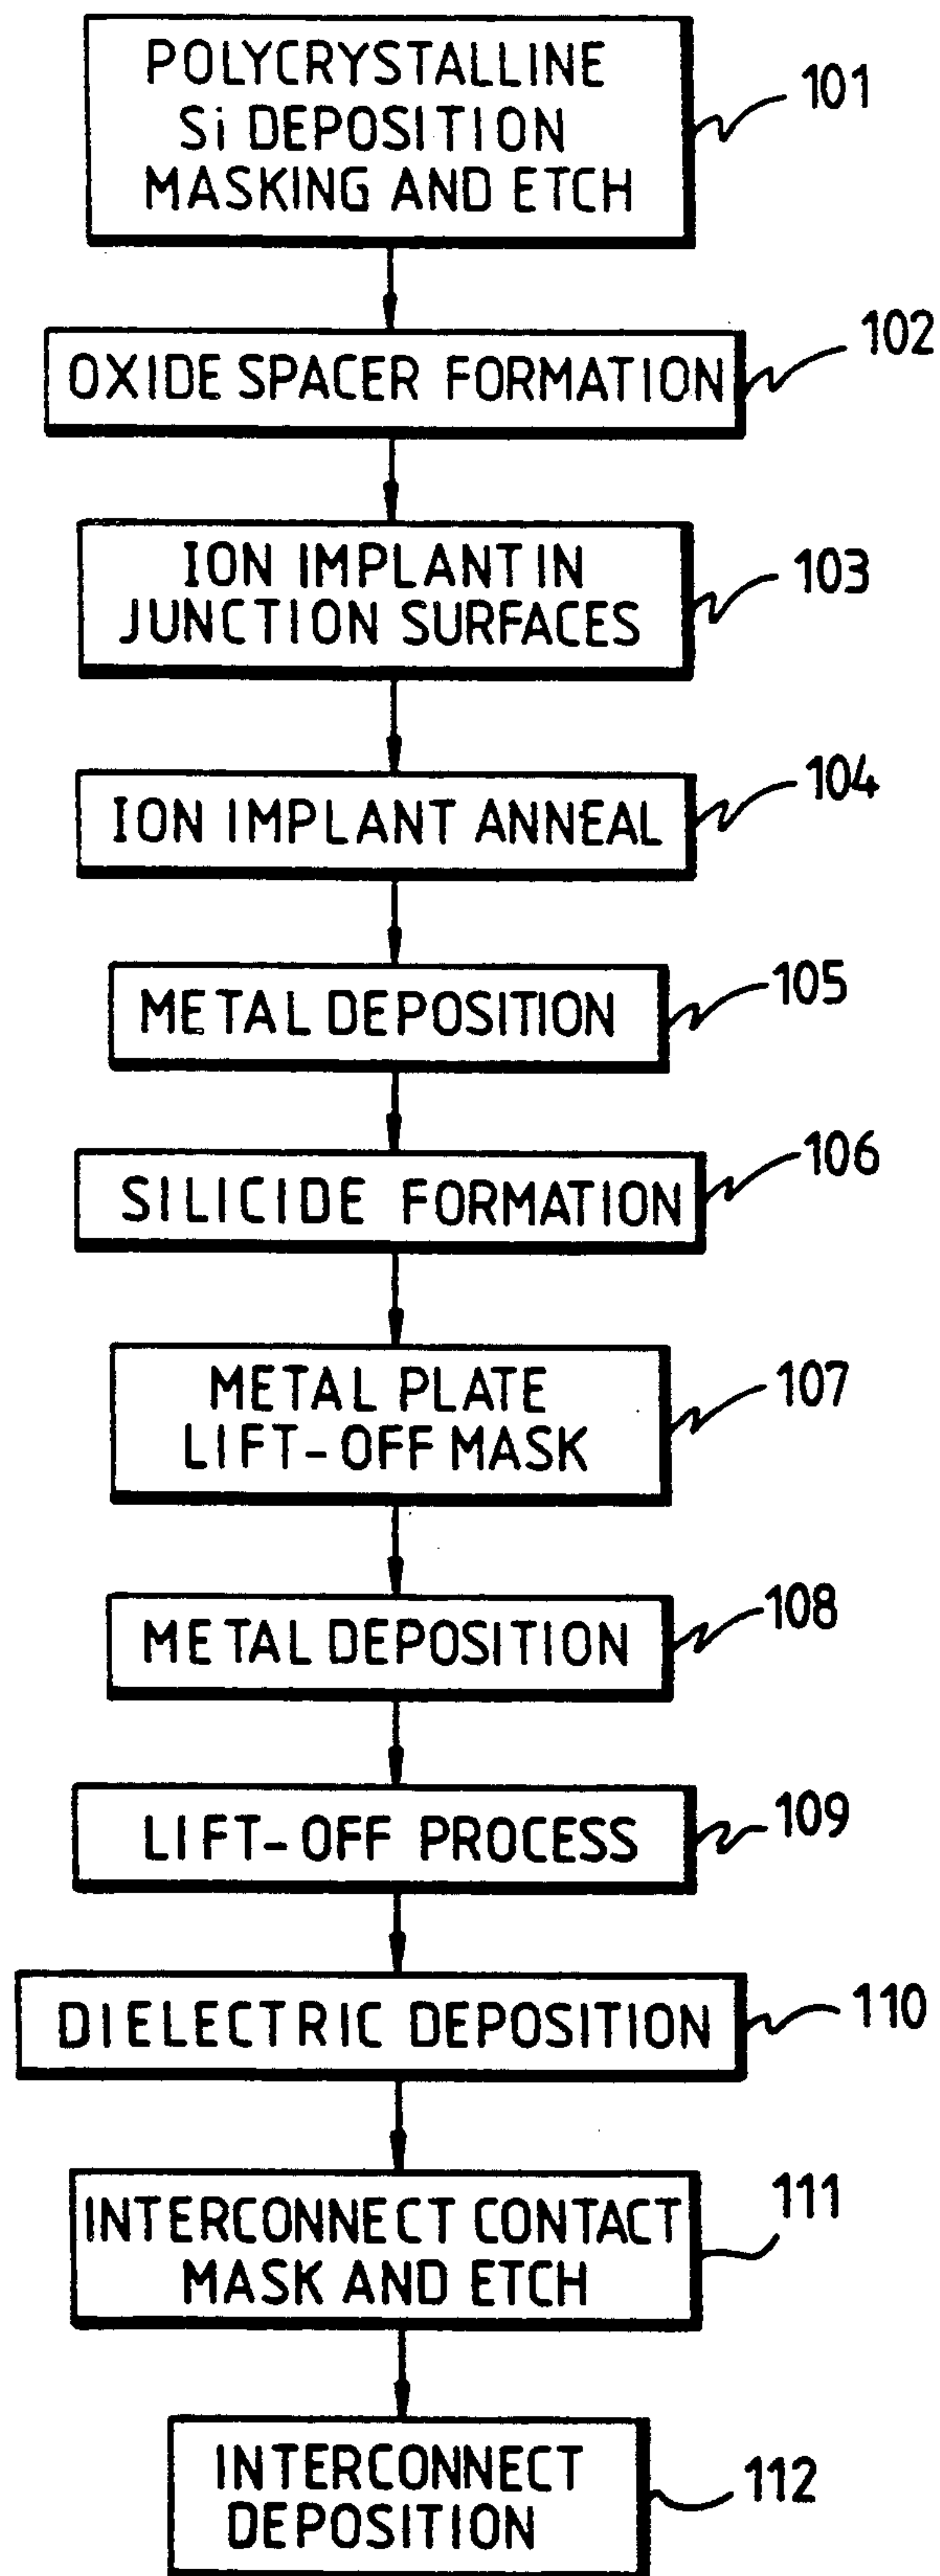 POLYCRYSTALLINE
Si DEPOSITION
MASKING AND ETCH
101
OXIDE SPACER FORMATION
102
ION IMPLANT IN
JUNCTION SURFACES
103
ION IMPLANT ANNEAL
104
METAL DEPOSITION
105
SILICIDE FORMATION
106
METAL PLATE
LIFT-OFF MASK
107
METAL DEPOSITION
108
LIFT-OFF PROCESS
109
DIELECTRIC DEPOSITION
110
INTERCONNECT CONTACT
MASK AND ETCH
111
INTERCONNECT
DEPOSITION
112